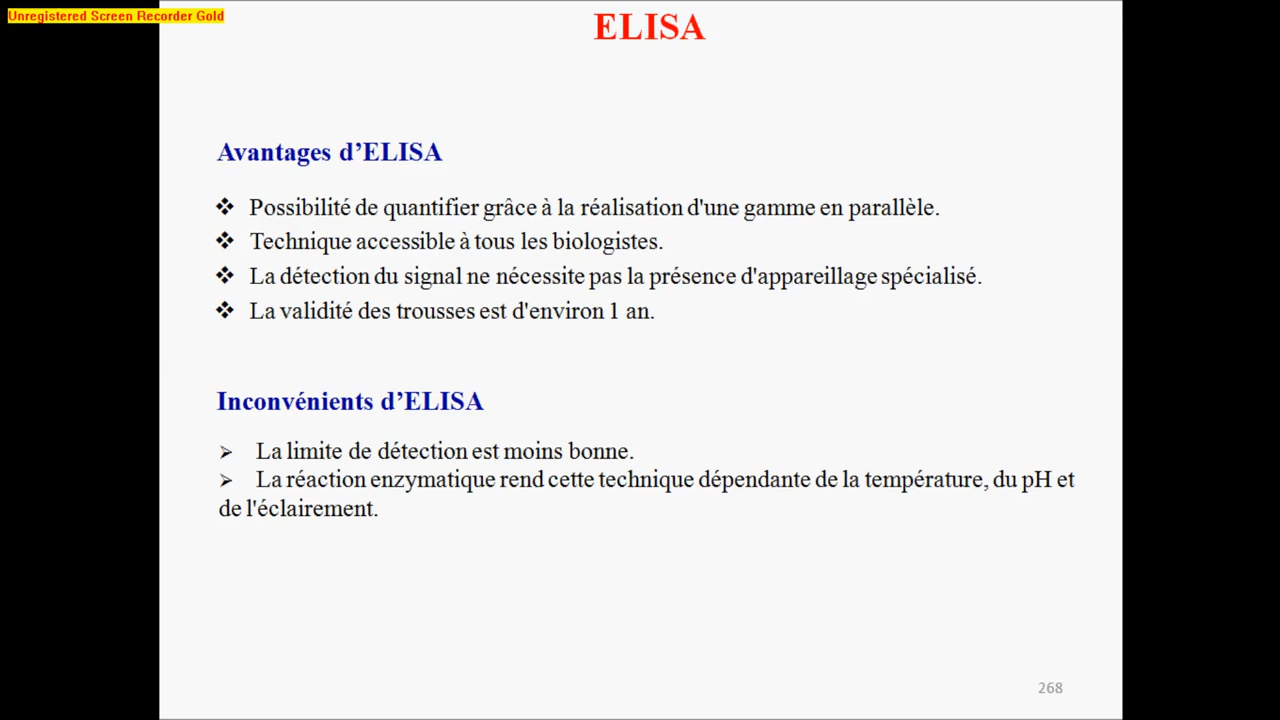 Unregistered Screen Recorder Gold
ELISA
Avantages d’ELISA
❖ Possibilité de quantifier grâce à la réalisation d'une gamme en parallèle.
❖ Technique accessible à tous les biologistes.
❖ La détection du signal ne nécessite pas la présence d'appareillage spécialisé.
❖ La validité des trousses est d'environ 1 an.
Inconvénients d’ELISA
➢ La limite de détection est moins bonne.
➢ La réaction enzymatique rend cette technique dépendante de la température, du pH et
de l'éclairement.
268